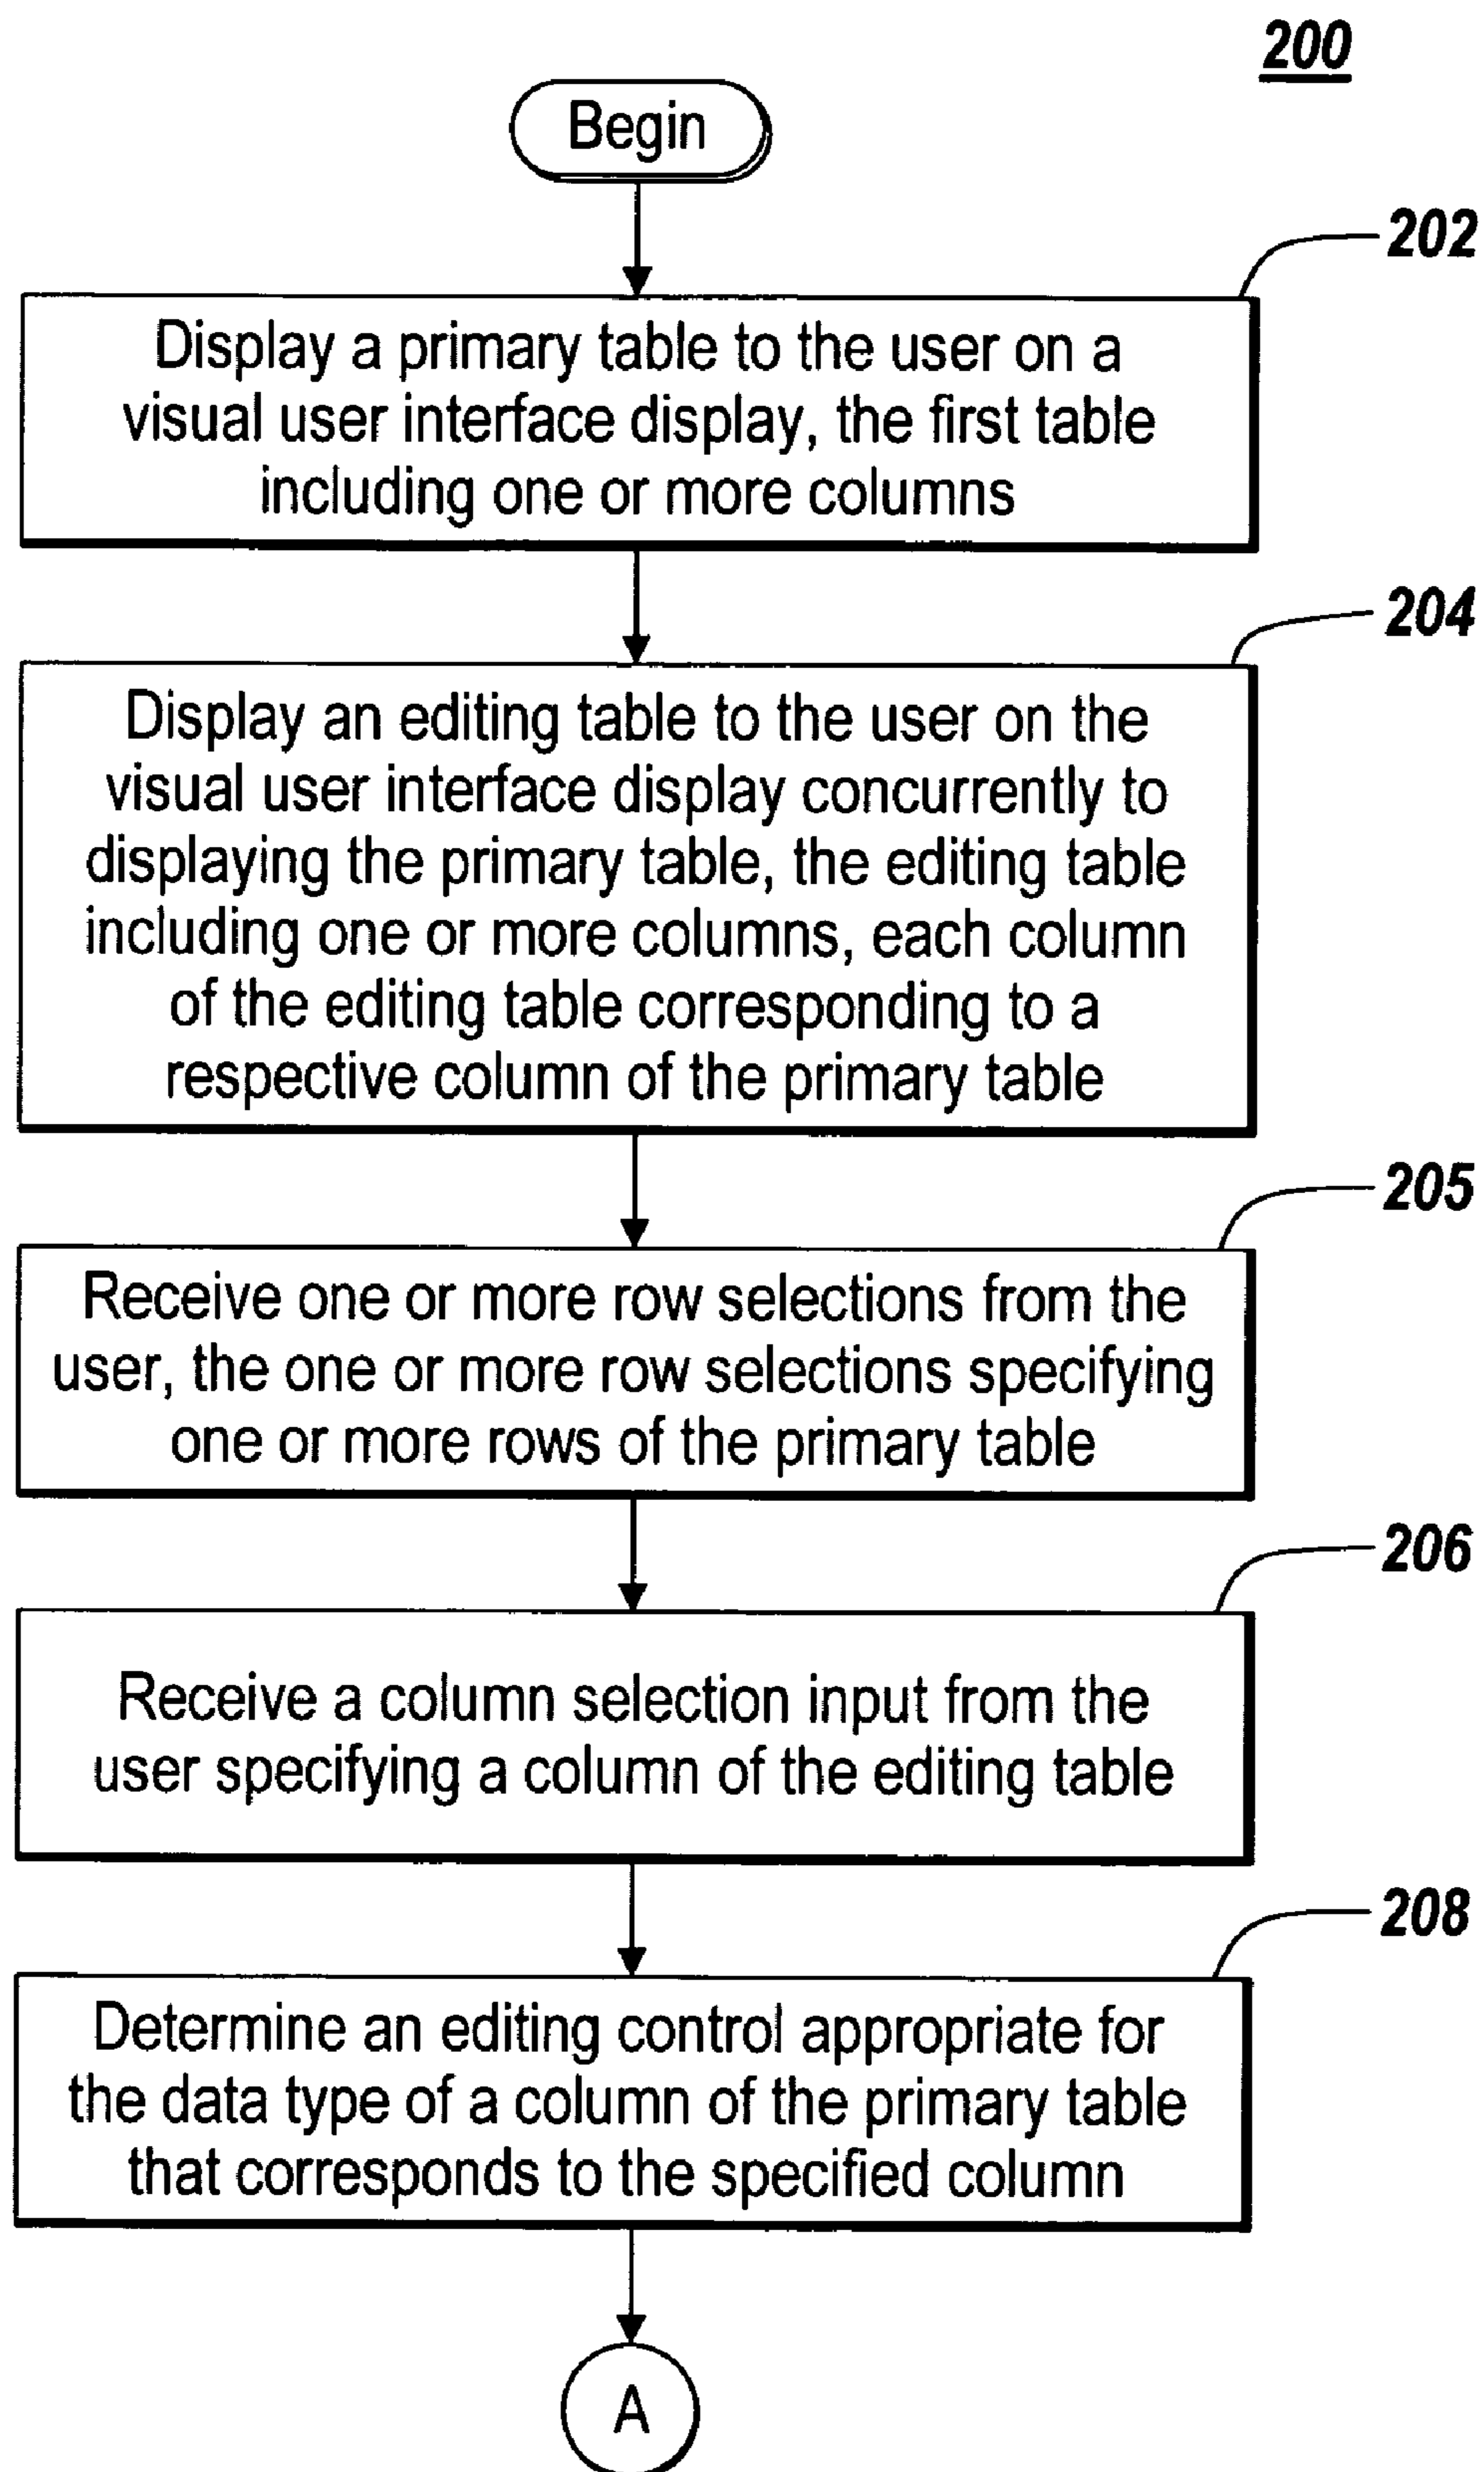 200
Begin
202
Display a primary table to the user on a
visual user interface display, the first table
including one or more columns
204
Display an editing table to the user on the
visual user interface display concurrently to
displaying the primary table, the editing table
including one or more columns, each column
of the editing table corresponding to a
respective column of the primary table
205
Receive one or more row selections from the
user, the one or more row selections specifying
one or more rows of the primary table
206
Receive a column selection input from the
user specifying a column of the editing table
208
Determine an editing control appropriate for
the data type of a column of the primary table
that corresponds to the specified column
A